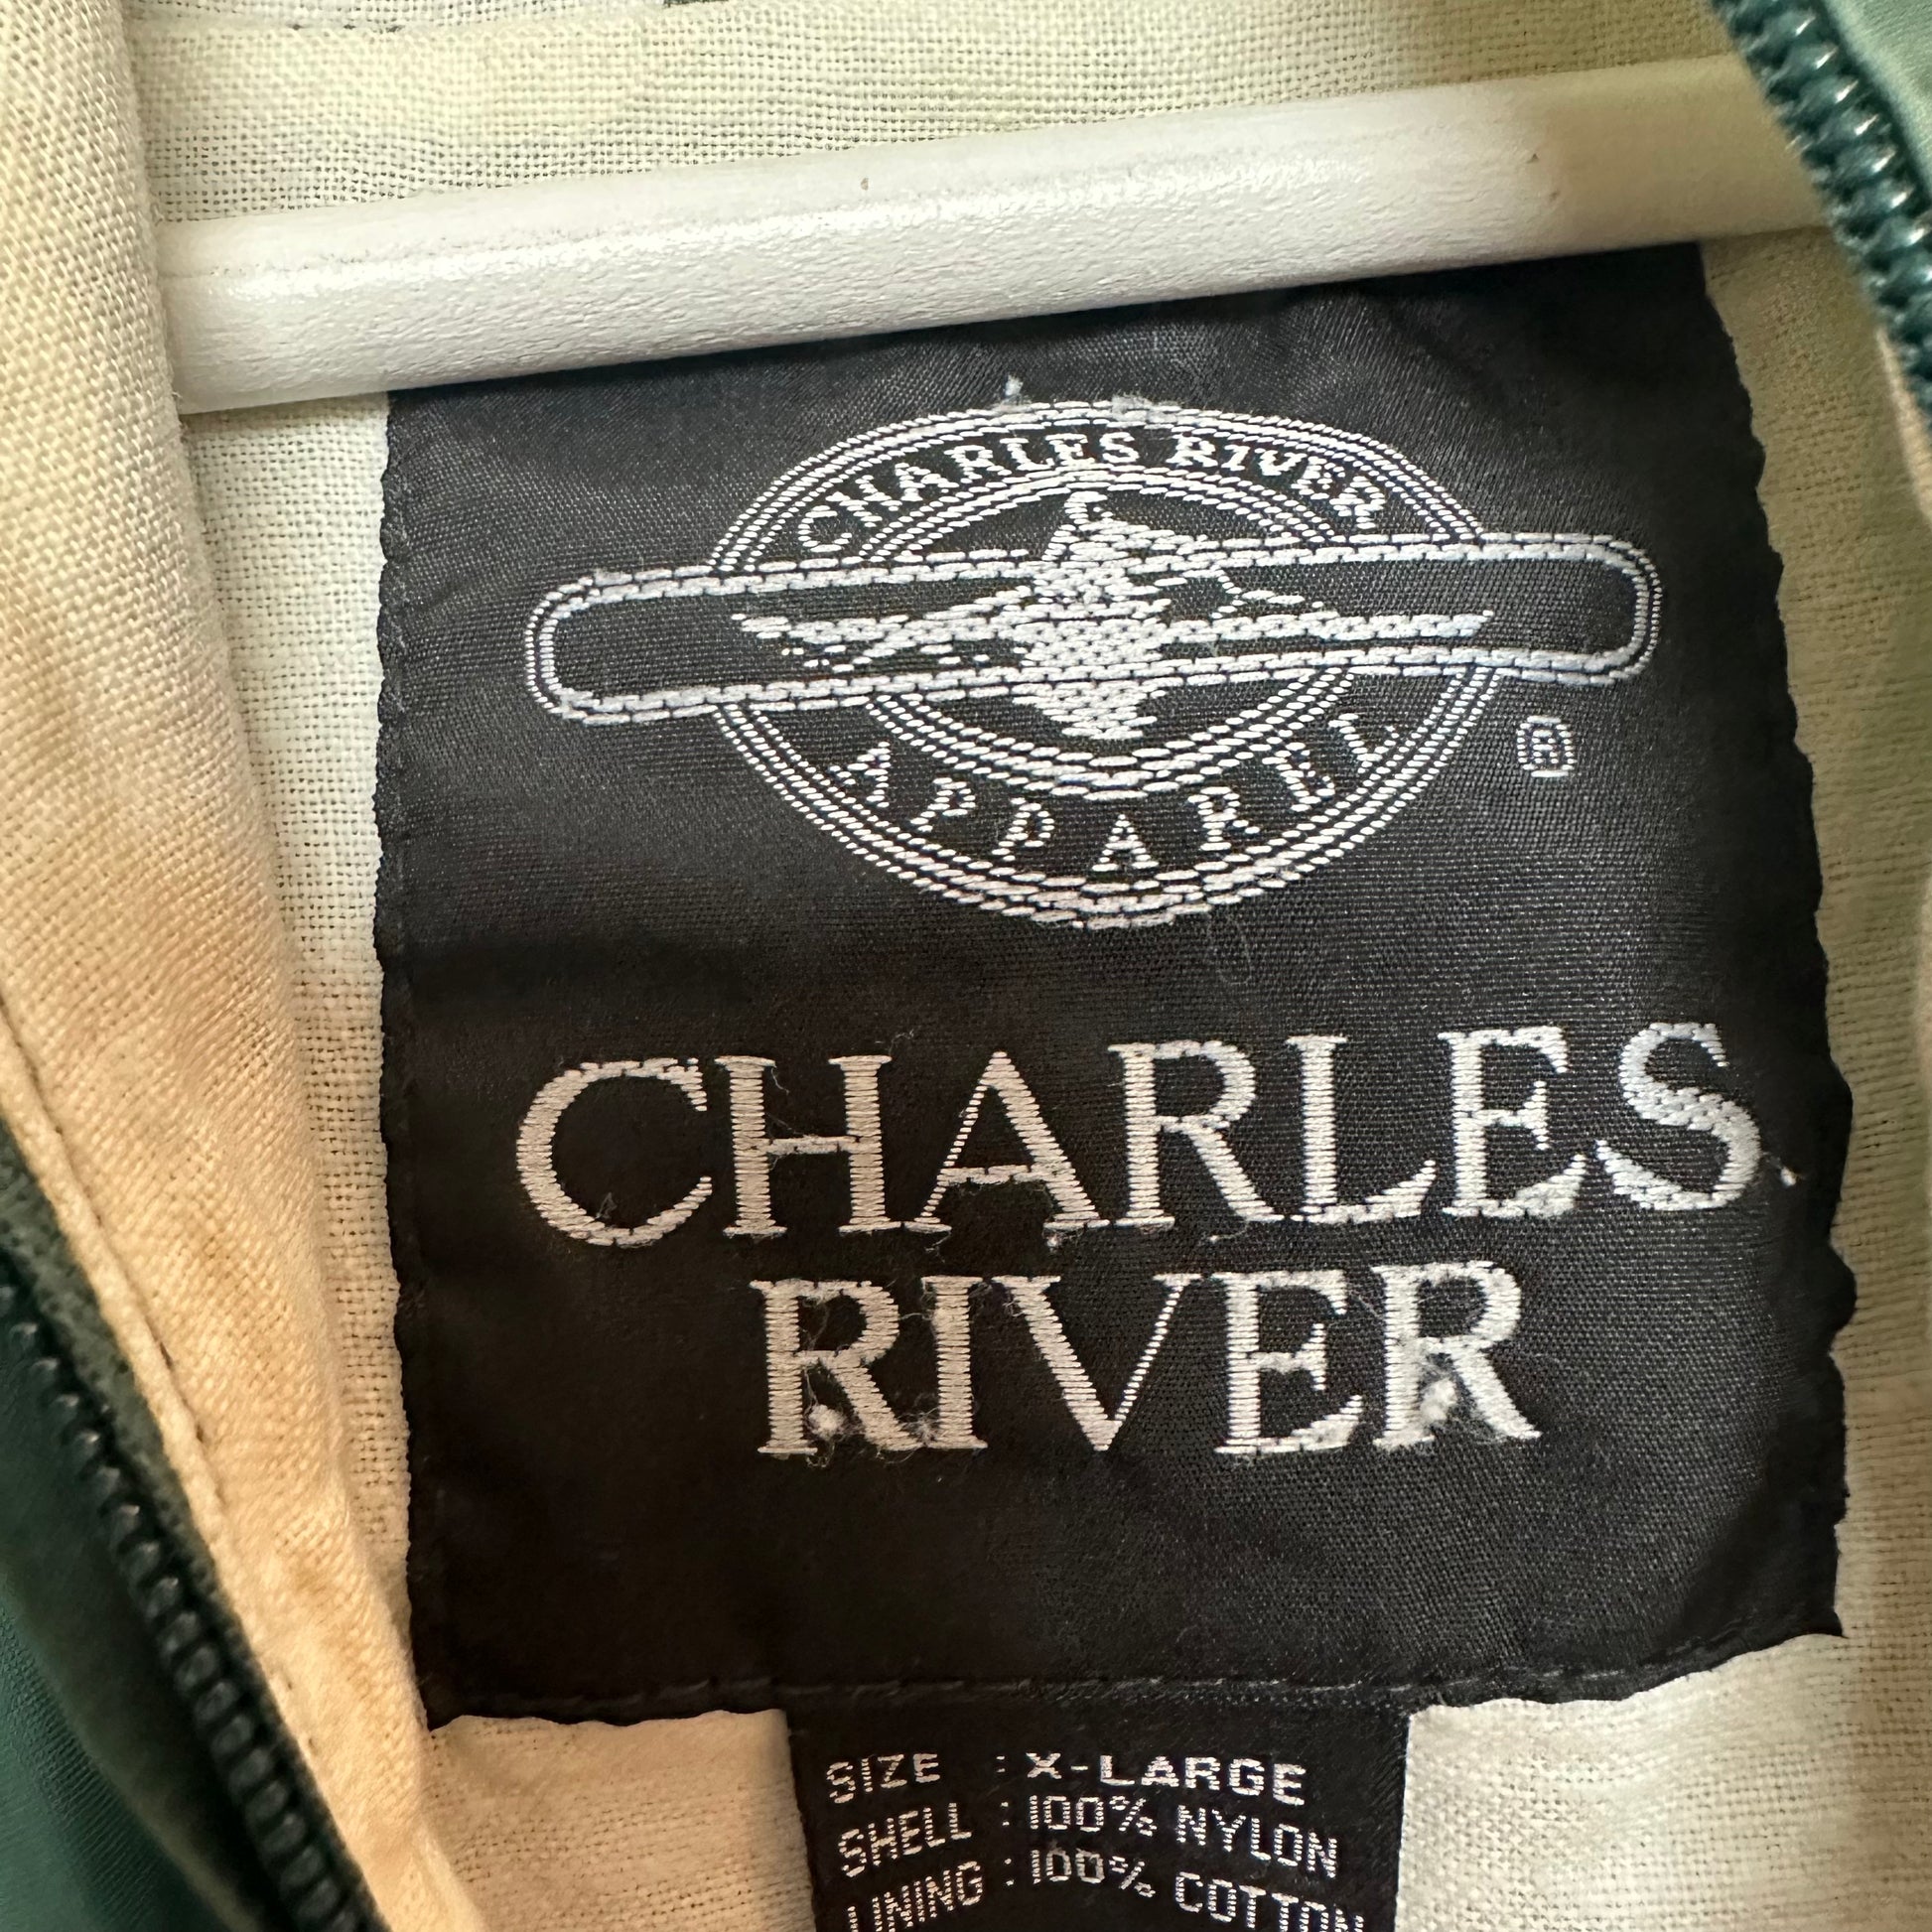 CHARLES RIVER
APPAREL
®
CHARLES
RIVER
SIZE : X-LARGE
SHELL : 100% NYLON
LINING : 100% COTTON